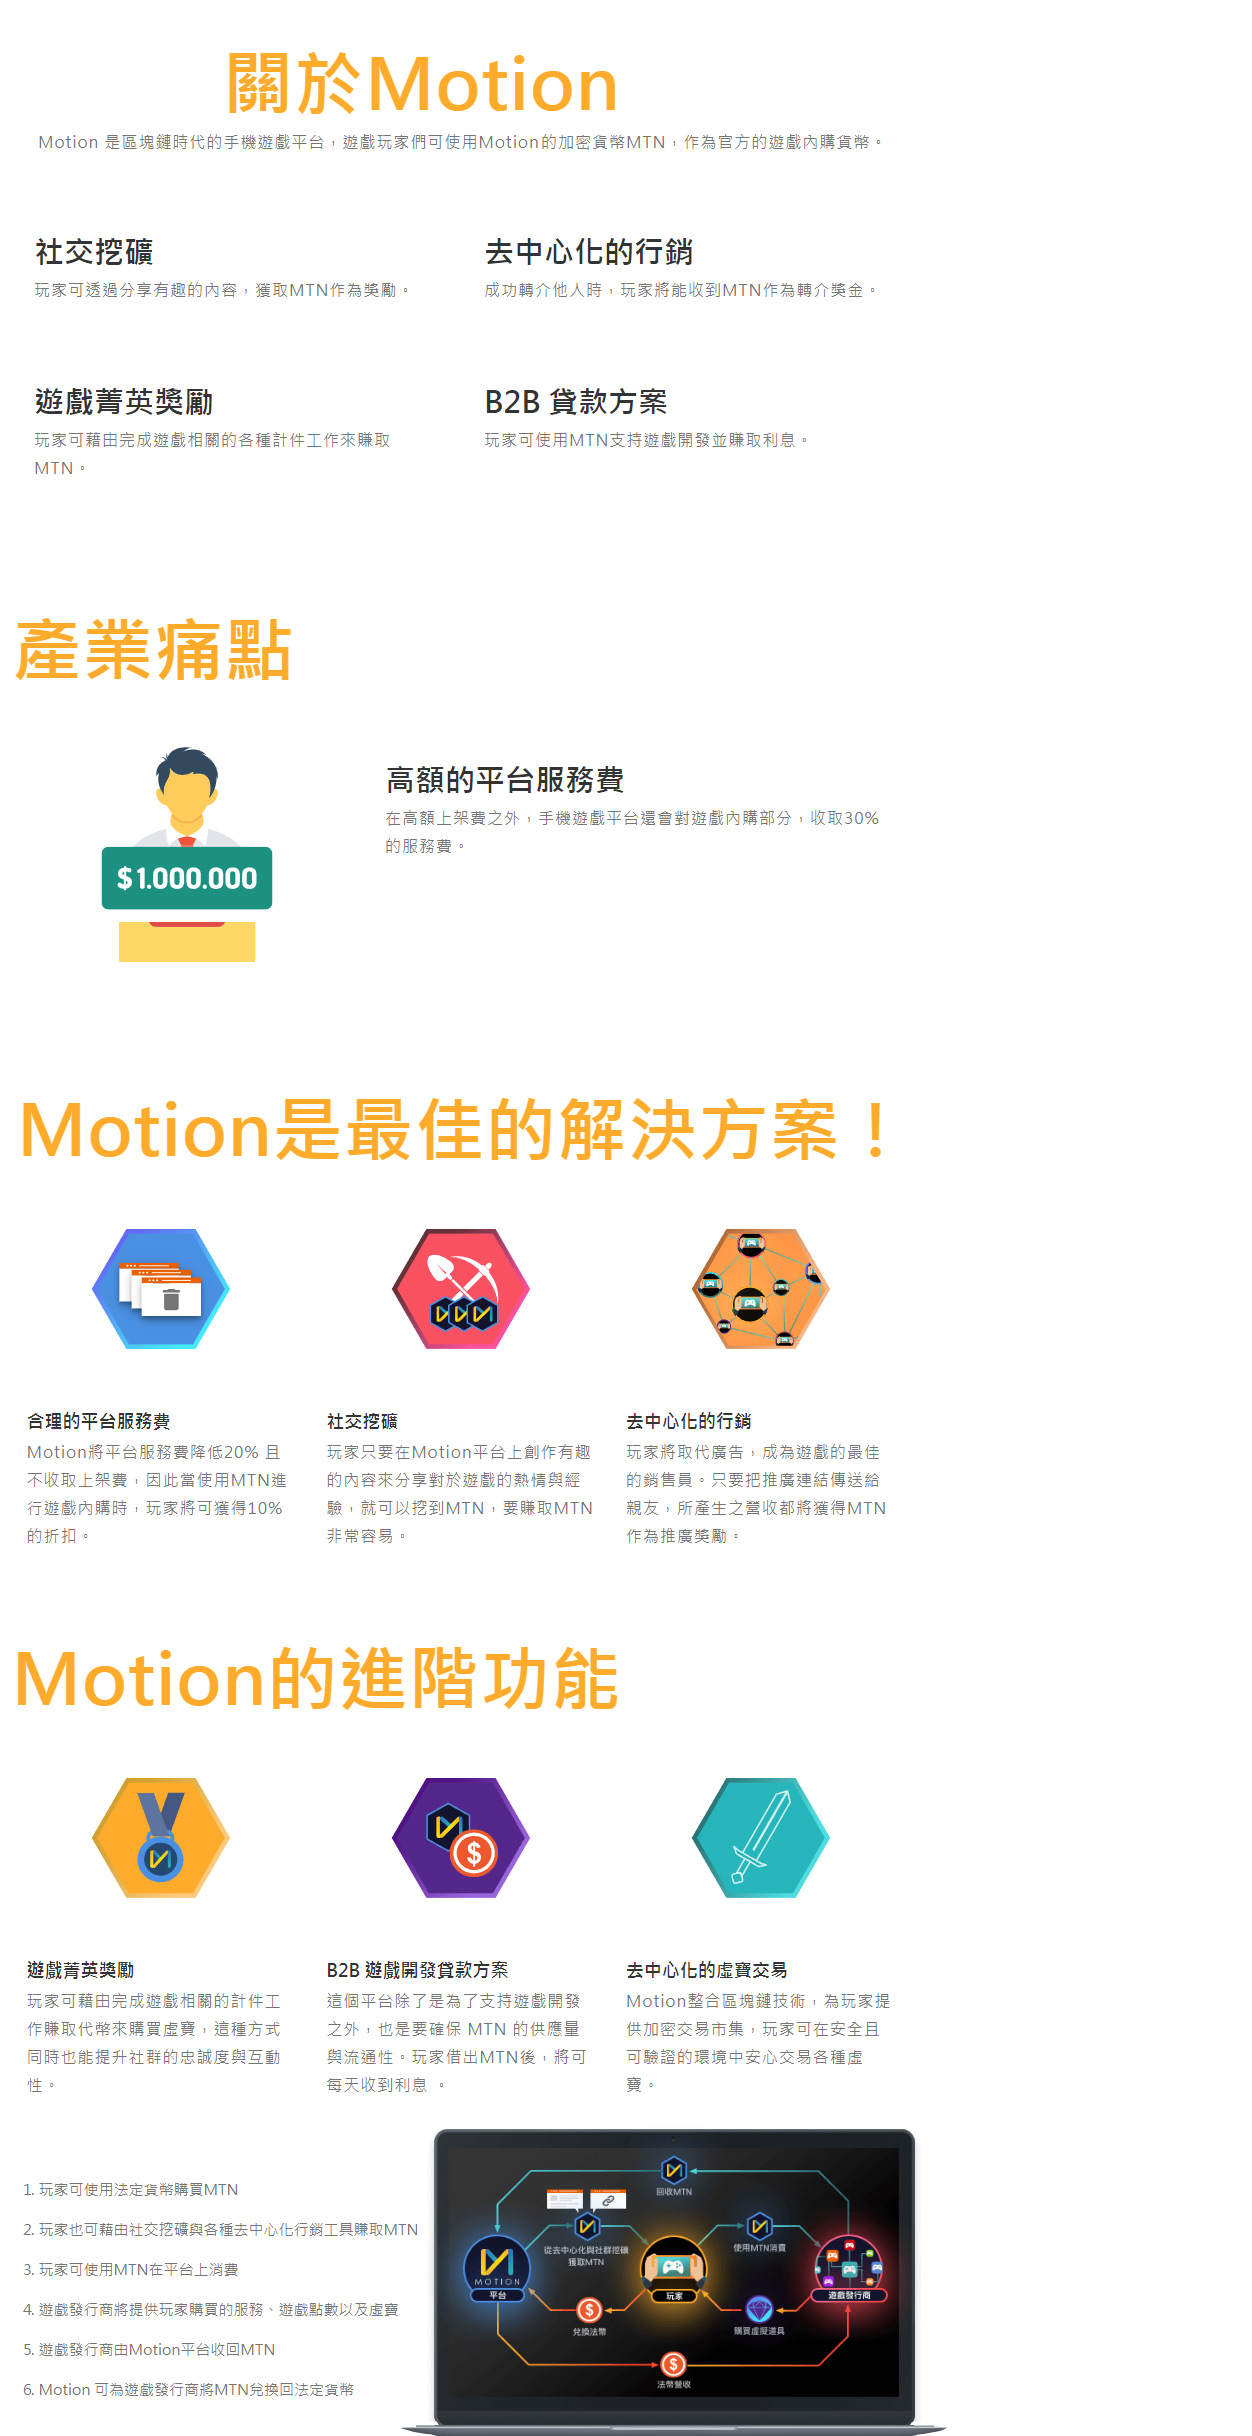 關於Motion
Motion 是區塊鏈時代的手機遊戲平台，遊戲玩家們可使用Motion的加密貨幣MTN，作為官方的遊戲內購貨幣。
社交挖礦
玩家可透過分享有趣的內容，獲取MTN作為獎勵。
去中心化的行銷
成功轉介他人時，玩家將能收到MTN作為轉介獎金。
遊戲菁英獎勵
玩家可藉由完成遊戲相關的各種計件工作來賺取
MTN。
B2B 貸款方案
玩家可使用MTN支持遊戲開發並賺取利息。
產業痛點
$1.000.000
高額的平台服務費
在高額上架費之外，手機遊戲平台還會對遊戲內購部分，收取30%
的服務費。
Motion是最佳的解決方案！
合理的平台服務費
Motion將平台服務費降低20% 且
不收取上架費，因此當使用MTN進
行遊戲內購時，玩家將可獲得10%
的折扣。
社交挖礦
玩家只要在Motion平台上創作有趣
的內容來分享對於遊戲的熱情與經
驗，就可以挖到MTN，要賺取MTN
非常容易。
去中心化的行銷
玩家將取代廣告，成為遊戲的最佳
的銷售員。只要把推廣連結傳送給
親友，所產生之營收都將獲得MTN
作為推廣獎勵。
Motion的進階功能
$
遊戲菁英獎勵
玩家可藉由完成遊戲相關的計件工
作賺取代幣來購買虛寶，這種方式
同時也能提升社群的忠誠度與互動
性。
B2B 遊戲開發貸款方案
這個平台除了是為了支持遊戲開發
之外，也是要確保 MTN 的供應量
與流通性。玩家借出MTN後，將可
每天收到利息 。
去中心化的虛寶交易
Motion整合區塊鏈技術，為玩家提
供加密交易市集，玩家可在安全且
可驗證的環境中安心交易各種虛
寶。
1. 玩家可使用法定貨幣購買MTN
2. 玩家也可藉由社交挖礦與各種去中心化行銷工具賺取MTN
3. 玩家可使用MTN在平台上消費
4. 遊戲發行商將提供玩家購買的服務、遊戲點數以及虛寶
5. 遊戲發行商由Motion平台收回MTN
6. Motion 可為遊戲發行商將MTN兌換回法定貨幣
回收MTN
從去中心化與社群挖礦
獲取MTN
使用MTN消費
MOTION
平台
玩家
遊戲發行商
$
兌換法幣
購買虛擬道具
$
法幣營收